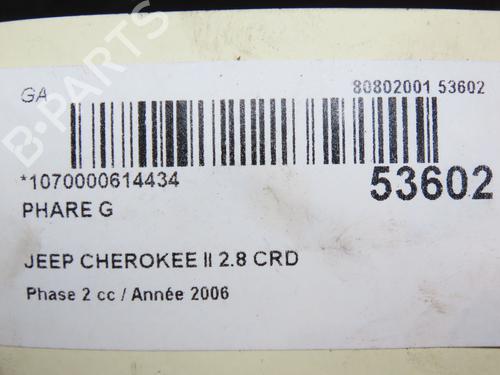 GA
80802001 53602
*1070000614434
53602
PHARE G
JEEP CHEROKEE II 2.8 CRD
Phase 2 cc / Année 2006
B-PARTS